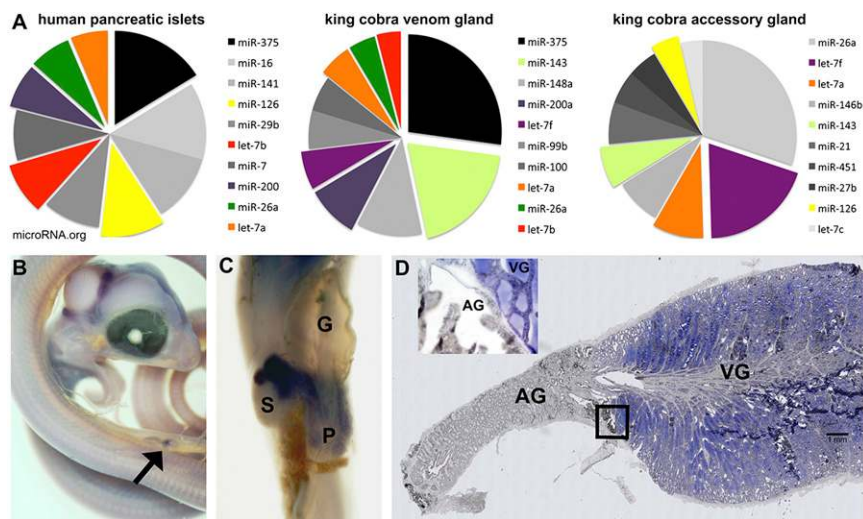 A
human pancreatic islets
miR-375
miR-16
miR-141
miR-126
miR-29b
let-7b
miR-7
miR-200
miR-26a
let-7a
microRNA.org
king cobra venom gland
miR-375
miR-143
miR-148a
miR-200a
let-7f
miR-99b
miR-100
let-7a
miR-26a
let-7b
king cobra accessory gland
miR-26a
let-7f
let-7a
miR-146b
miR-143
miR-21
miR-451
miR-27b
miR-126
let-7c
B
C
G
S
P
D
VG
AG
AG
VG
1 mm